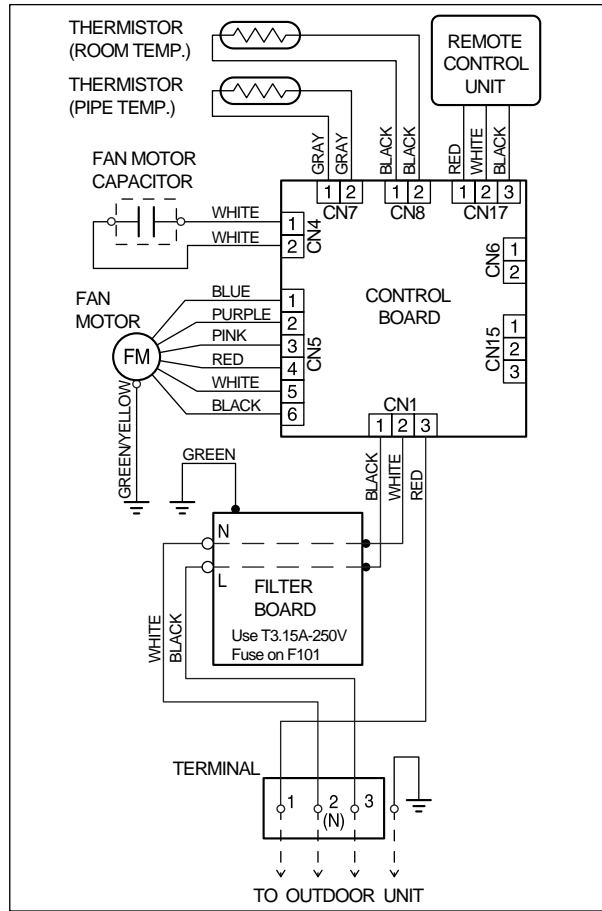 THERMISTOR
(ROOM TEMP.)
THERMISTOR
(PIPE TEMP.)
REMOTE
CONTROL
UNIT
GRAY
GRAY
BLACK
BLACK
RED
WHITE
BLACK
FAN MOTOR
CAPACITOR
1 2
CN7
1 2
CN8
1 2 3
CN17
WHITE
WHITE
1
2
CN4
CN6
1
2
CONTROL
BOARD
FAN
MOTOR
FM
BLUE
PURPLE
PINK
RED
WHITE
BLACK
1
2
3
4
5
6
CN5
CN15
1
2
3
GREEN/YELLOW
CN1
1 2 3
BLACK
WHITE
RED
GREEN
N
L
FILTER
BOARD
Use T3.15A-250V
Fuse on F101
WHITE
BLACK
TERMINAL
1 2 3
(N)
TO OUTDOOR UNIT